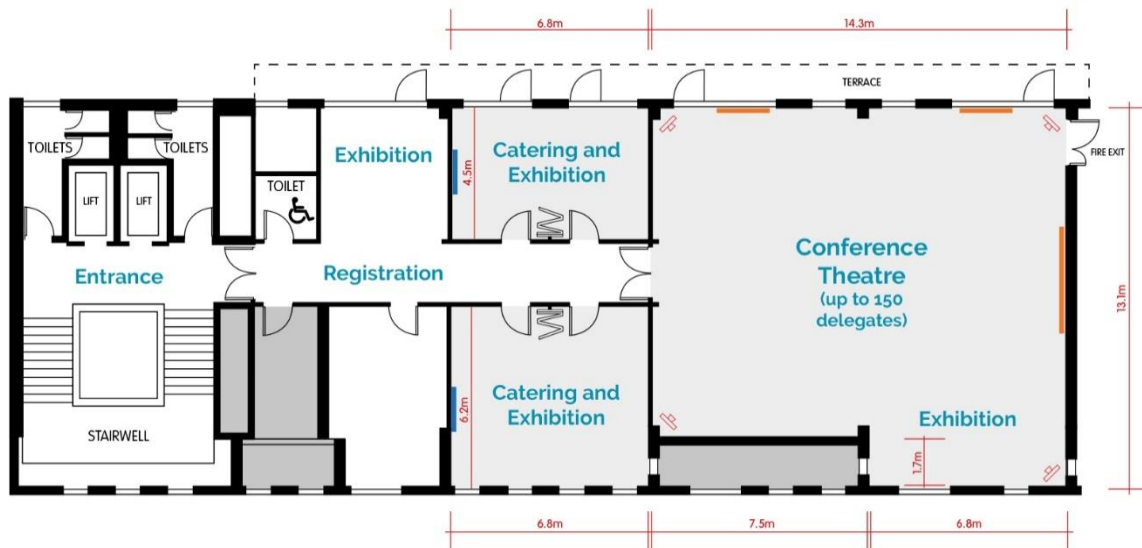 6.8m
14.3m
TERRACE
TOILETS
TOILETS
LIFT
LIFT
TOILET
Exhibition
4.5m
Catering and
Exhibition
FIRE EXIT
Entrance
Registration
Conference
Theatre
(up to 150
delegates)
13.1m
STAIRWELL
6.2m
Catering and
Exhibition
Exhibition
1.7m
6.8m
7.5m
6.8m